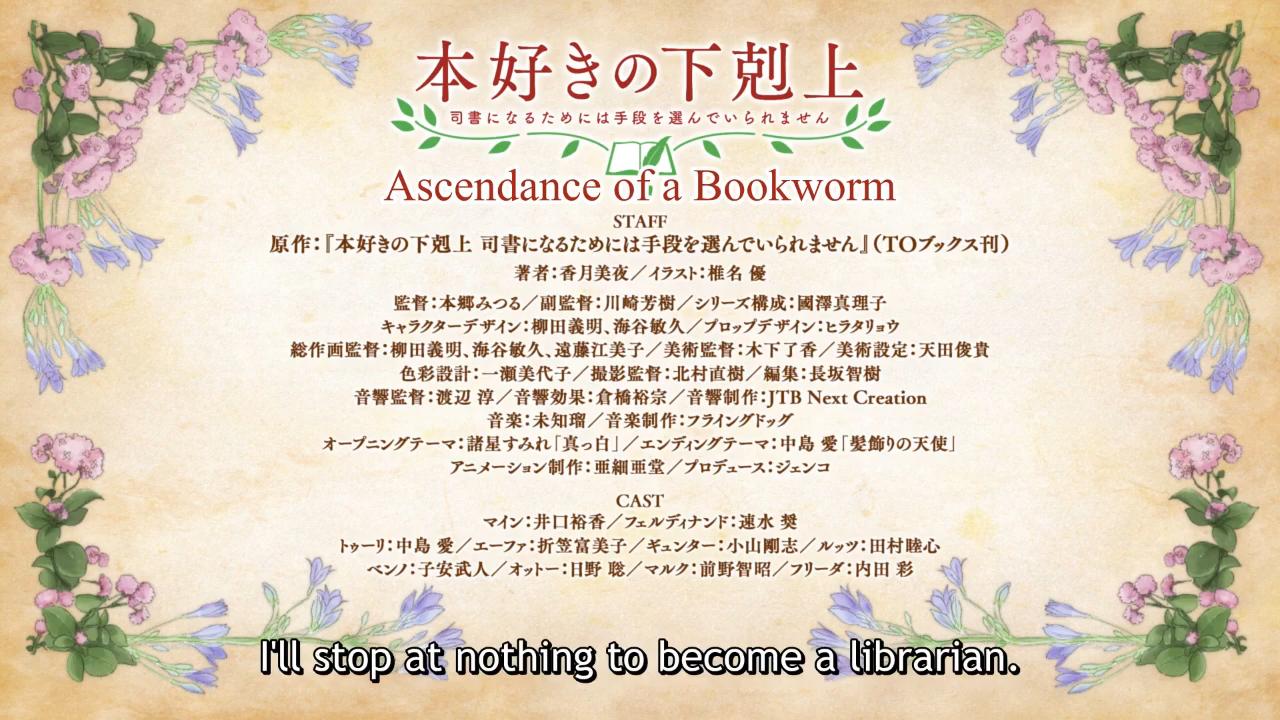 本好きの下剋上
司書になるためには手段を選んでいられません
Ascendance of a Bookworm
STAFF
原作：『本好きの下剋上 司書になるためには手段を選んでいられません』（TOブックス刊）
著者：香月美夜／イラスト：椎名 優
監督：本郷みつる／副監督：川崎芳樹／シリーズ構成：國澤真理子
キャラクターデザイン：柳田義明、海谷敏久／プロップデザイン：ヒラタリョウ
総作画監督：柳田義明、海谷敏久、遠藤江美子／美術監督：木下了香／美術設定：天田俊貴
色彩設計：一瀬美代子／撮影監督：北村直樹／編集：長坂智樹
音響監督：渡辺 淳／音響効果：倉橋裕宗／音響制作：JTB Next Creation
音楽：未知瑠／音楽制作：フライングドッグ
オープニングテーマ：諸星すみれ「真っ白」／エンディングテーマ：中島 愛「髪飾りの天使」
アニメーション制作：亜細亜堂／プロデュース：ジェンコ
CAST
マイン：井口裕香／フェルディナンド：速水 奨
トゥーリ：中島 愛／エーファ：折笠富美子／ギュンター：小山剛志／ルッツ：田村睦心
ベンノ：子安武人／オットー：日野 聡／マルク：前野智昭／フリーダ：内田 彩
I'll stop at nothing to become a librarian.